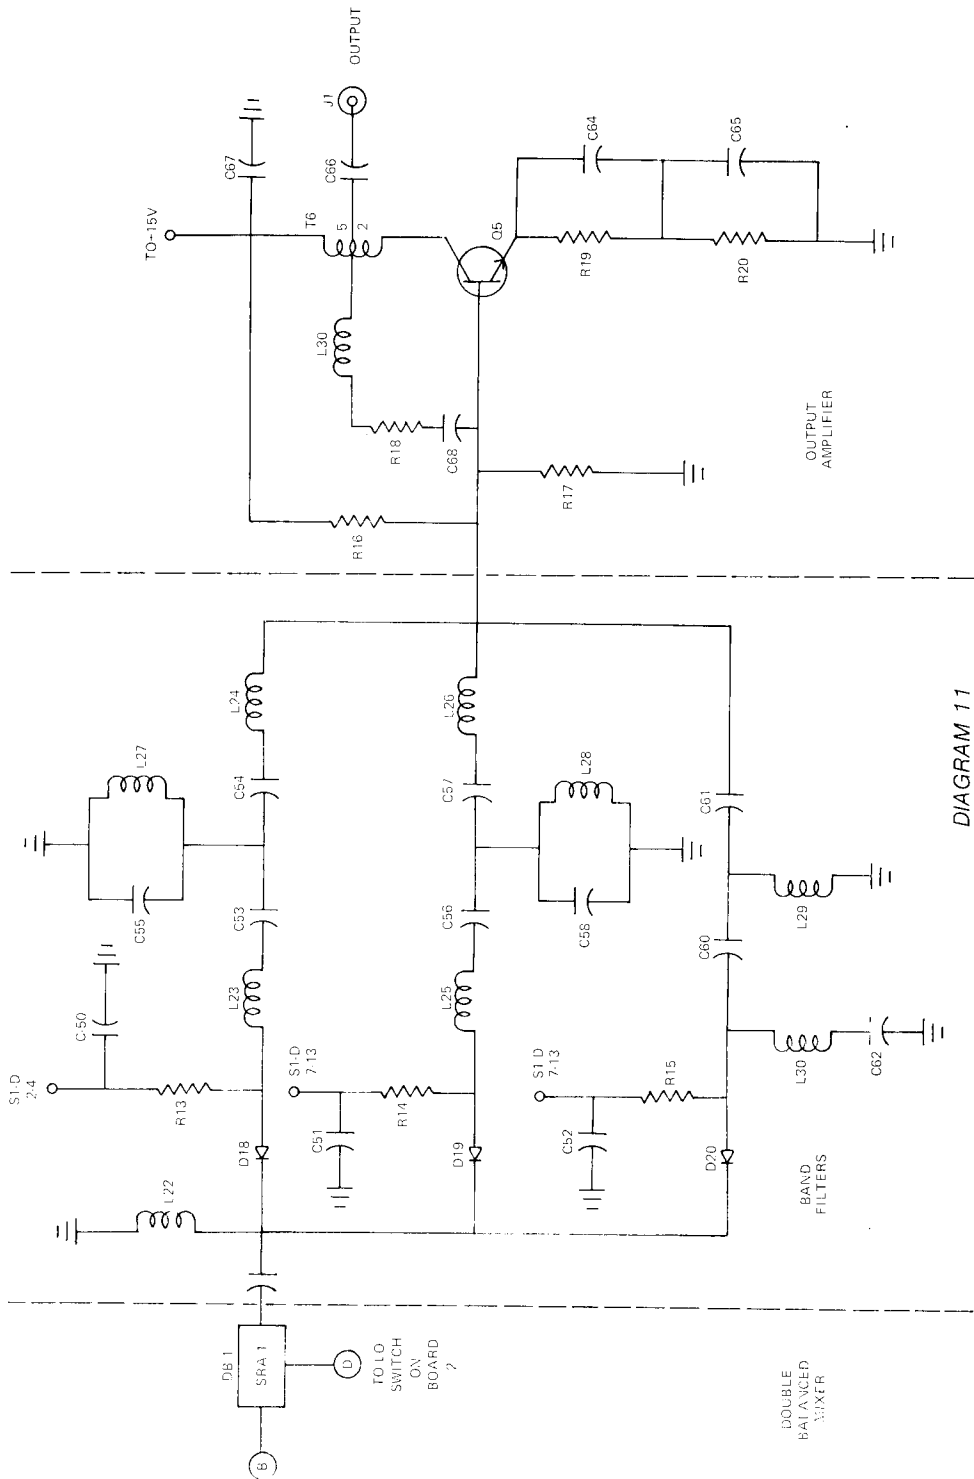 TO-15V
C67
T6
5
2
C66
J1
OUTPUT
L30
R18
C68
R16
R17
Q5
R19
C64
R20
C65
OUTPUT
AMPLIFIER
L24
L27
C54
C55
C53
L23
C-50
S1-D
2-4
R13
D18
L22
L26
C57
L28
C58
C56
L25
S1-D
7-13
C51
R14
D19
C61
L29
C60
L30
C62
S1 D
7-13
C52
R15
D20
BAND
FILTERS
DB 1
SRA 1
B
D
TO LO
SWITCH
ON
BOARD
2
DOUBLE
BALANCED
MIXER
DIAGRAM 11